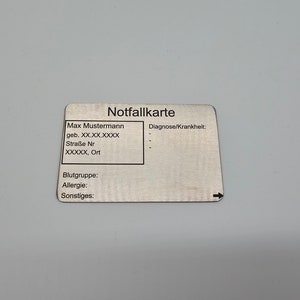 Notfallkarte
Max Mustermann
geb. XX.XX.XXXX
Straße Nr
XXXXX, Ort
Diagnose/Krankheit:
-
-
-
Blutgruppe:
Allergie:
Sonstiges: